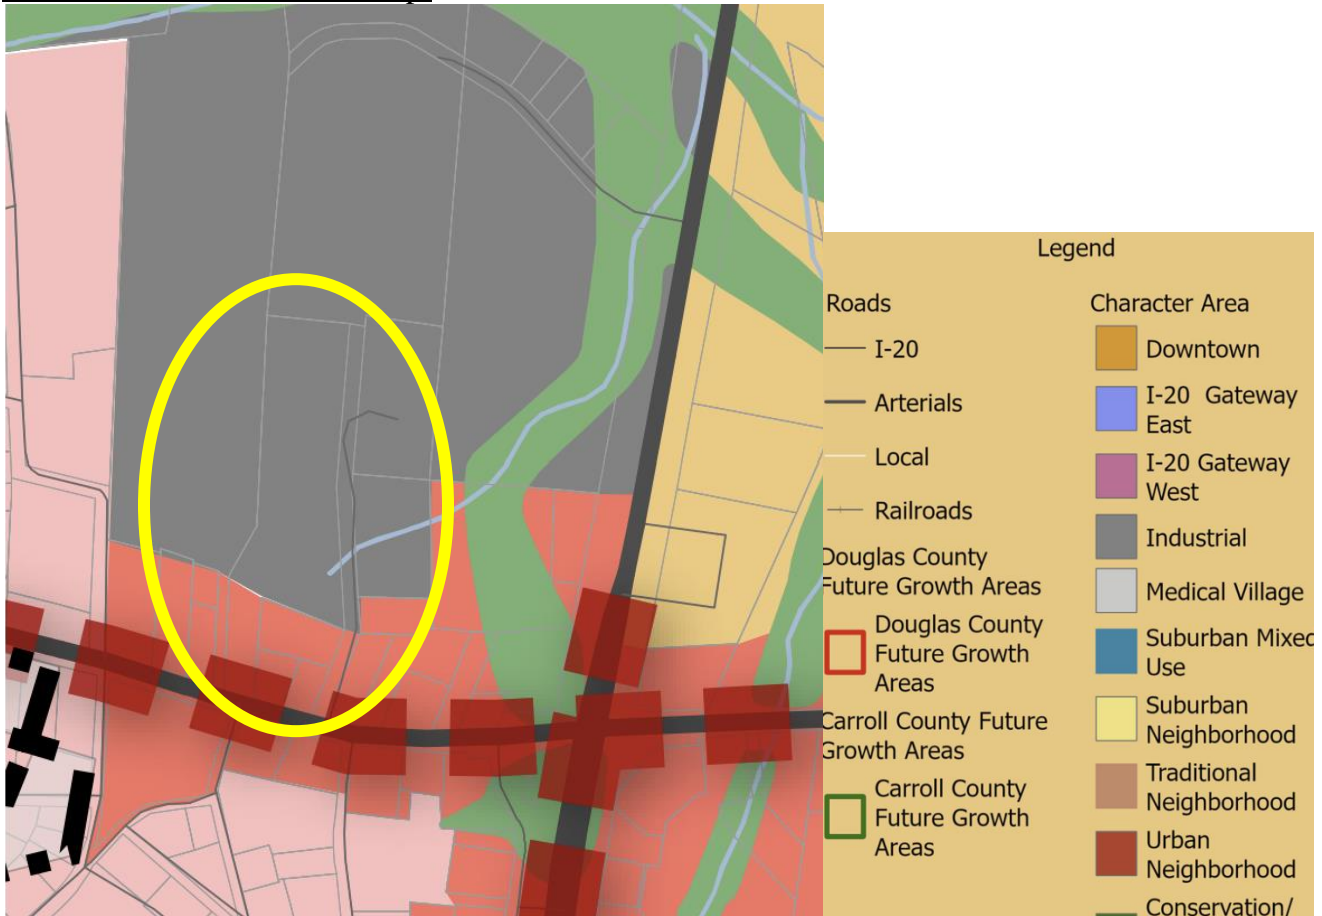 Legend
Roads
I-20
Arterials
Local
Railroads
Douglas County
Future Growth Areas
Douglas County
Future Growth
Areas
Carroll County Future
Growth Areas
Carroll County
Future Growth
Areas
Character Area
Downtown
I-20 Gateway
East
I-20 Gateway
West
Industrial
Medical Village
Suburban Mixed
Use
Suburban
Neighborhood
Traditional
Neighborhood
Urban
Neighborhood
Conservation/